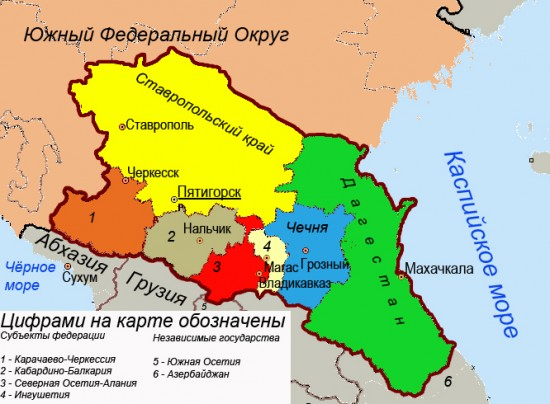 Южный Федеральный Округ
Ставропольский край
Ставрополь
Черкесск
Пятигорск
1
2
Нальчик
3
4
Магас
Владикавказ
Чечня
Грозный
Дагестан
Махачкала
Каспийское море
Абхазия
Чёрное
море
Сухум
Грузия
5
6
Цифрами на карте обозначены
Субъекты федерации
1 - Карачаево-Черкессия
2 - Кабардино-Балкария
3 - Северная Осетия-Алания
4 - Ингушетия
Независимые государства
5 - Южная Осетия
6 - Азербайджан